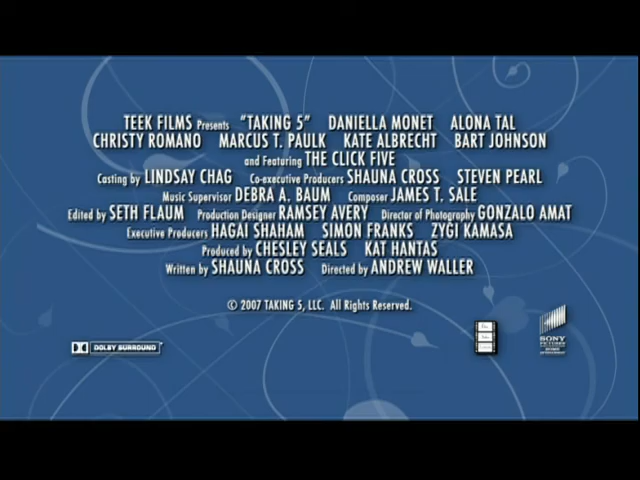 TEEK FILMS Presents "TAKING 5" DANIELLA MONET ALONA TAL
CHRISTY ROMANO MARCUS T. PAULK KATE ALBRECHT BART JOHNSON
and Featuring THE CLICK FIVE
Casting by LINDSAY CHAG Co-executive Producers SHAUNA CROSS STEVEN PEARL
Music Supervisor DEBRA A. BAUM Composer JAMES T. SALE
Edited by SETH FLAUM Production Designer RAMSEY AVERY Director of Photography GONZALO AMAT
Executive Producers HAGAI SHAHAM SIMON FRANKS ZYGI KAMASA
Produced by CHESLEY SEALS KAT HANTAS
Written by SHAUNA CROSS Directed by ANDREW WALLER
© 2007 TAKING 5, LLC. All Rights Reserved.
DOLBY SURROUND
SONY
PICTURES